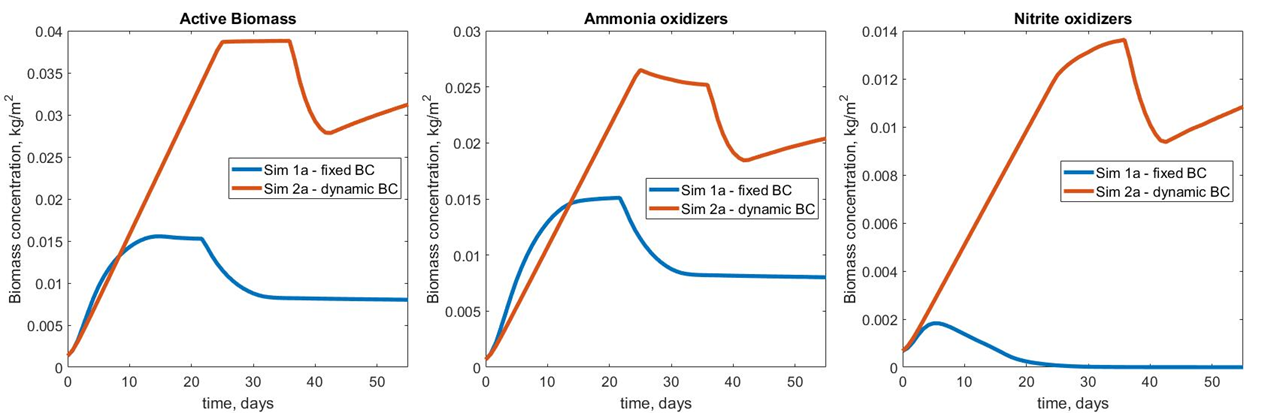 Active Biomass
Biomass concentration, kg/m2
0.04
0.035
0.03
0.025
0.02
0.015
0.01
0.005
0
Sim 1a - fixed BC
Sim 2a - dynamic BC
0 10 20 30 40 50
time, days
Ammonia oxidizers
Biomass concentration, kg/m2
0.03
0.025
0.02
0.015
0.01
0.005
0
Sim 1a - fixed BC
Sim 2a - dynamic BC
0 10 20 30 40 50
time, days
Nitrite oxidizers
Biomass concentration, kg/m2
0.014
0.012
0.01
0.008
0.006
0.004
0.002
0
Sim 1a - fixed BC
Sim 2a - dynamic BC
0 10 20 30 40 50
time, days